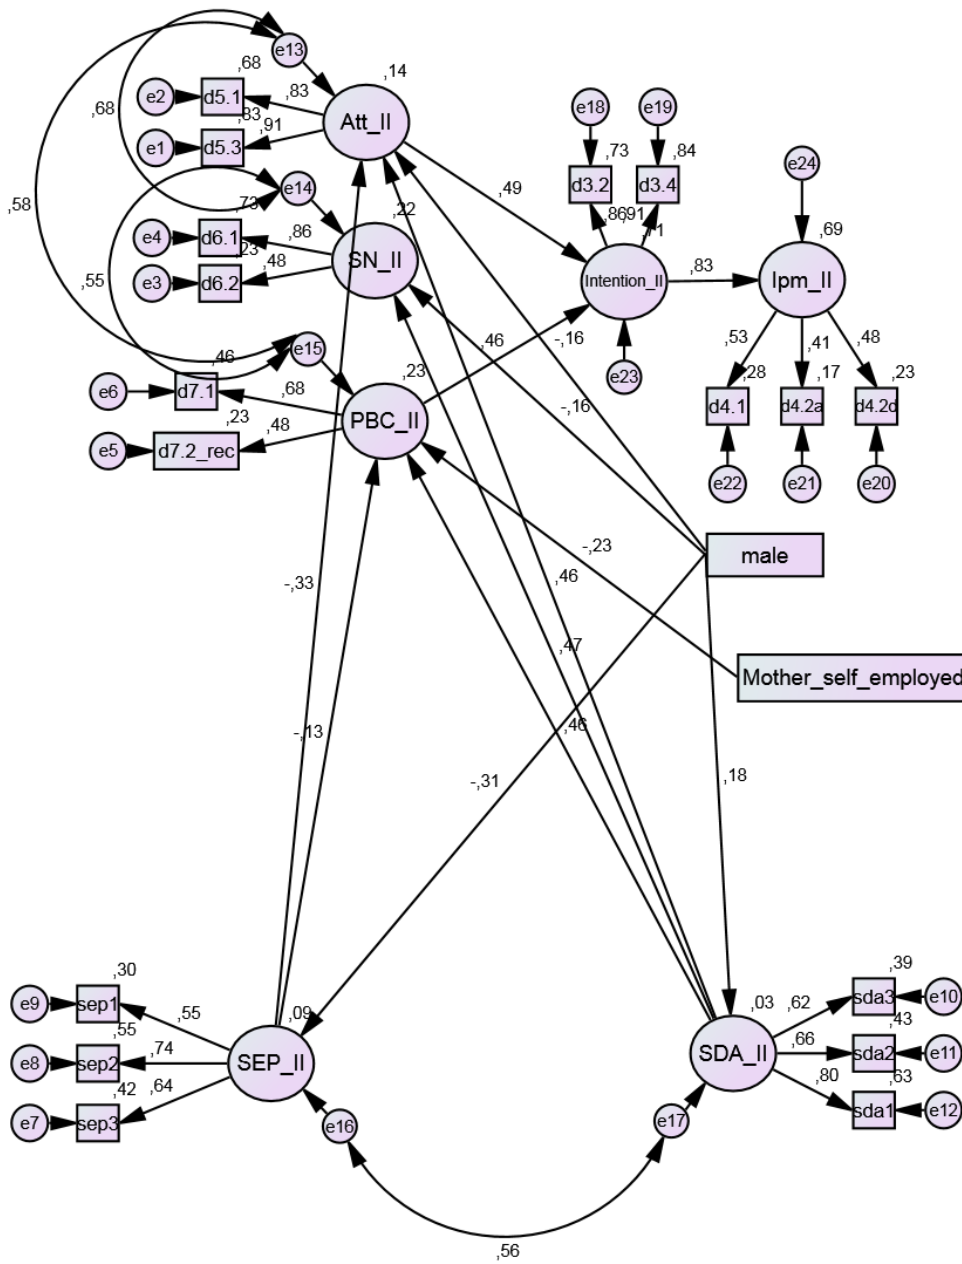 e13
,68
,14
e2
d5.1
,83
Att_II
e18
e19
,68
,83
e1
d5.3
,91
,73
,84
e24
d3.2
d3.4
e14
,49
,58
,73
,22
,86
,91
,69
e4
d6.1
,86
SN_II
,23
Intention_II
,83
Ipm_II
e3
d6.2
,48
,55
,53
,41
,48
e15
,46
-,16
,46
,23
e23
,28
,17
,23
e6
d7.1
,68
d4.1
d4.2a
d4.2d
,23
PBC_II
-,16
e5
d7.2_rec
,48
e22
e21
e20
-,23
male
-,33
,46
,47
Mother_self_employed
-,13
,46
-,31
,18
,30
,39
e9
sep1
,55
,09
,03
,62
sda3
e10
,55
,43
e8
sep2
,74
SEP_II
SDA_II
,66
sda2
e11
,42
,64
,80
,63
e7
sep3
e16
e17
sda1
e12
,56